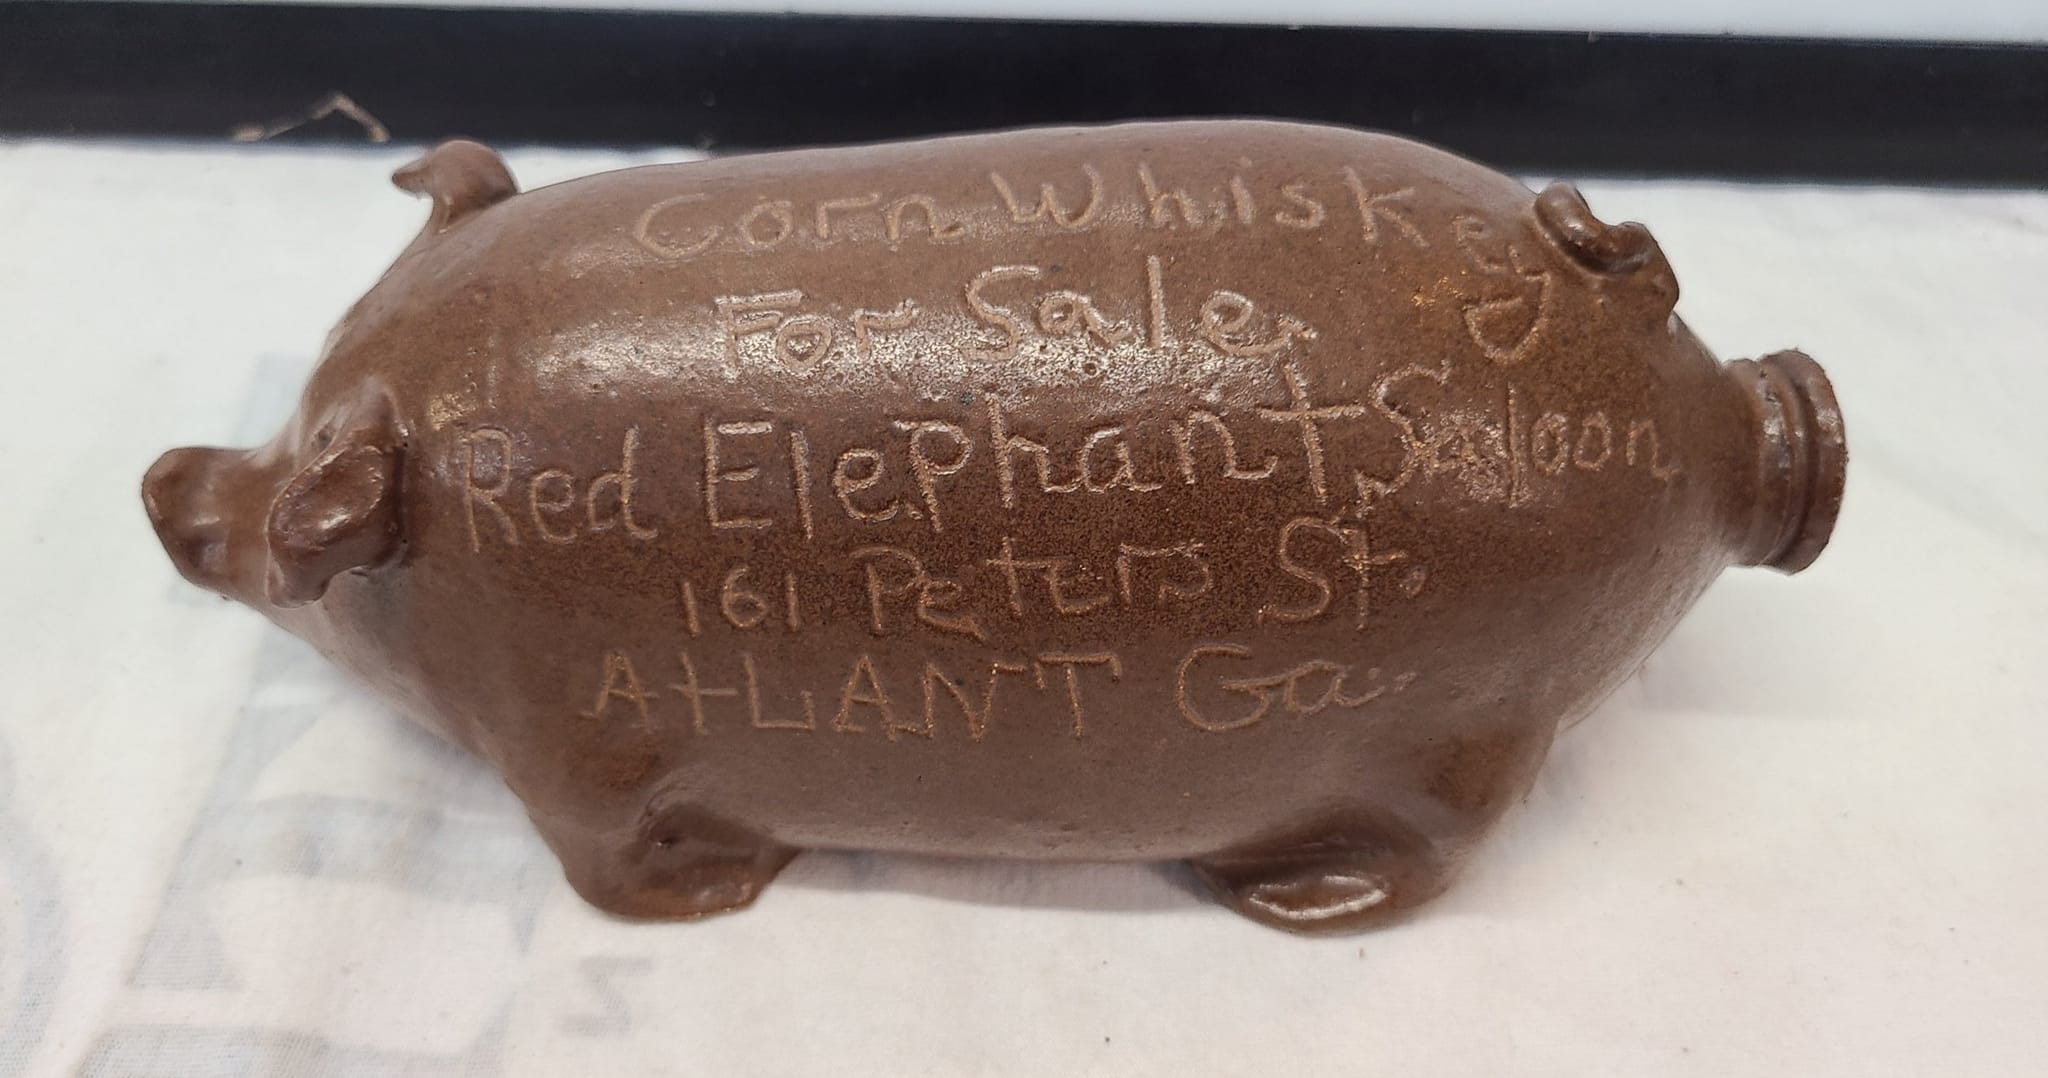 Corn Whiskey
For Sale
Red Elephant Saloon
161 Peters St.
AtLANT Ga.